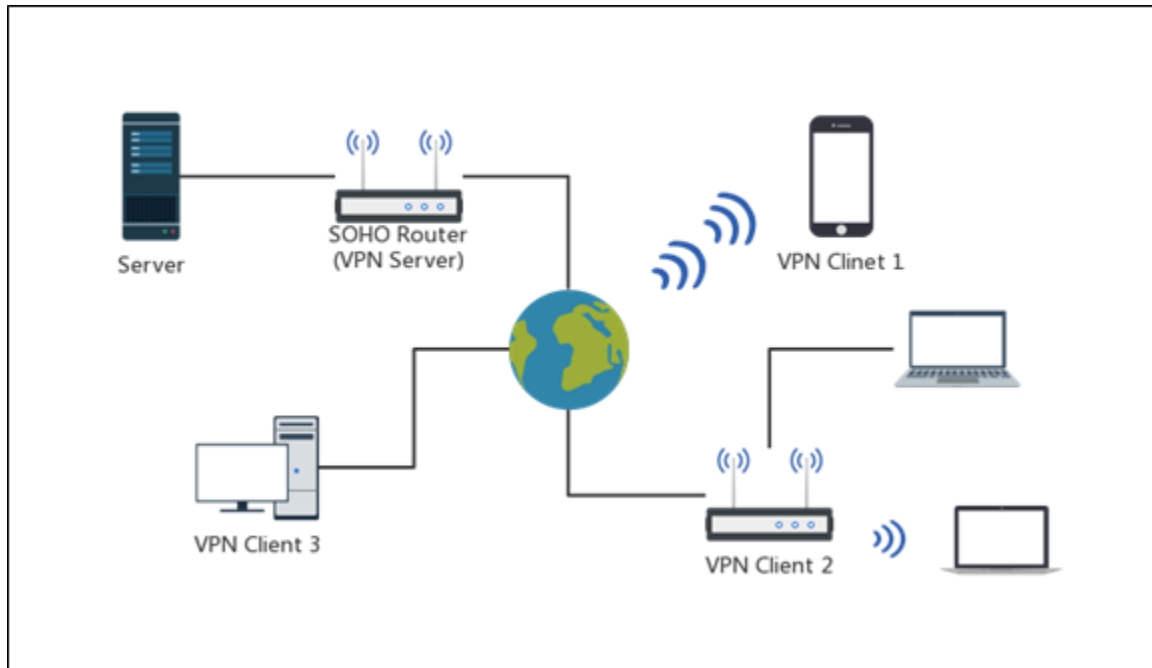 Server
SOHO Router
(VPN Server)
VPN Clinet 1
VPN Client 3
VPN Client 2